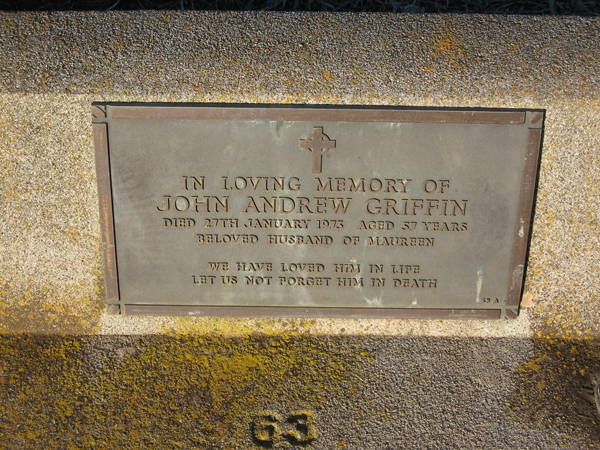 IN LOVING MEMORY OF
JOHN ANDREW GRIFFIN
DIED 27TH JANUARY 1973 AGED 57 YEARS
BELOVED HUSBAND OF MAUREEN
WE HAVE LOVED HIM IN LIFE
LET US NOT FORGET HIM IN DEATH
63 A
63